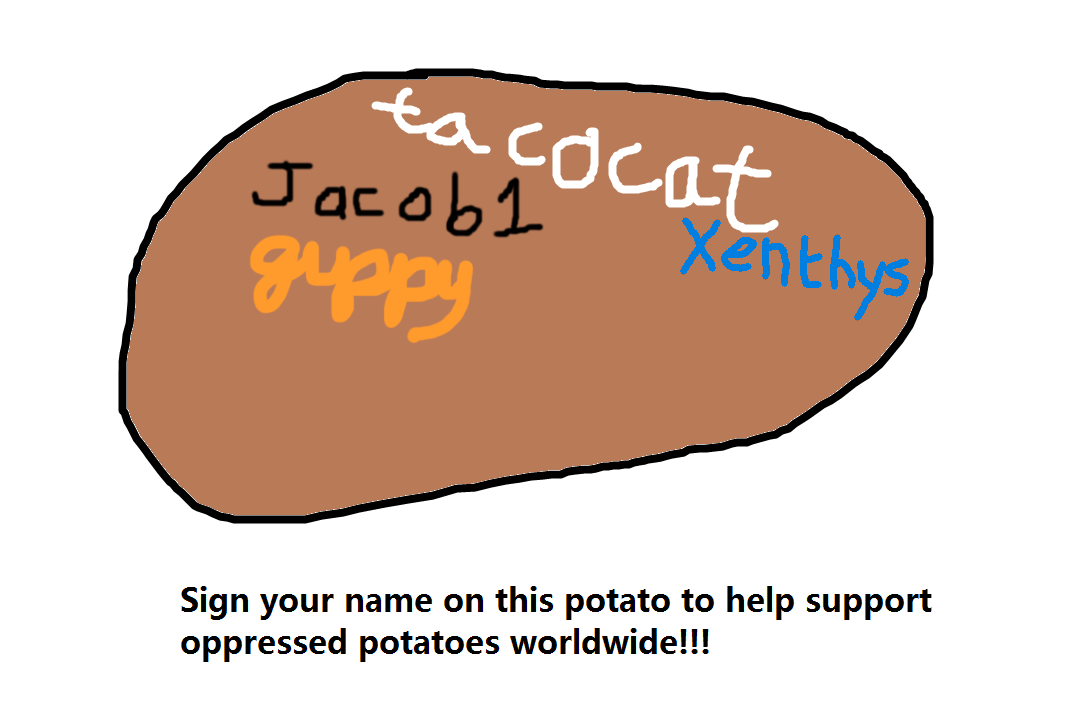 tacocat
Jacob1
Xenthys
guppy
Sign your name on this potato to help support
oppressed potatoes worldwide!!!